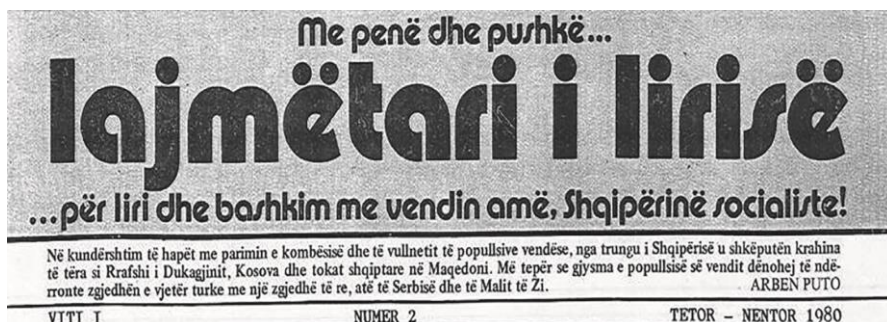 Me penë dhe pushkë...
lajmëtari i lirisë
...për liri dhe bashkim me vendin amë, Shqipërinë socialiste!
Në kundërshtim të hapët me parimin e kombësisë dhe të vullnetit të popullsive vendëse, nga trungu i Shqipërisë u shkëputën krahina
të tëra si Rrafshi i Dukagjinit, Kosova dhe tokat shqiptare në Maqedoni. Më tepër se gjysma e popullsisë së vendit dënohej të ndë-
rronte zgjedhën e vjetër turke me një zgjedhë të re, atë të Serbisë dhe të Malit të Zi. ARBEN PUTO
VITI I NUMER 2 TETOR - NENTOR 1980